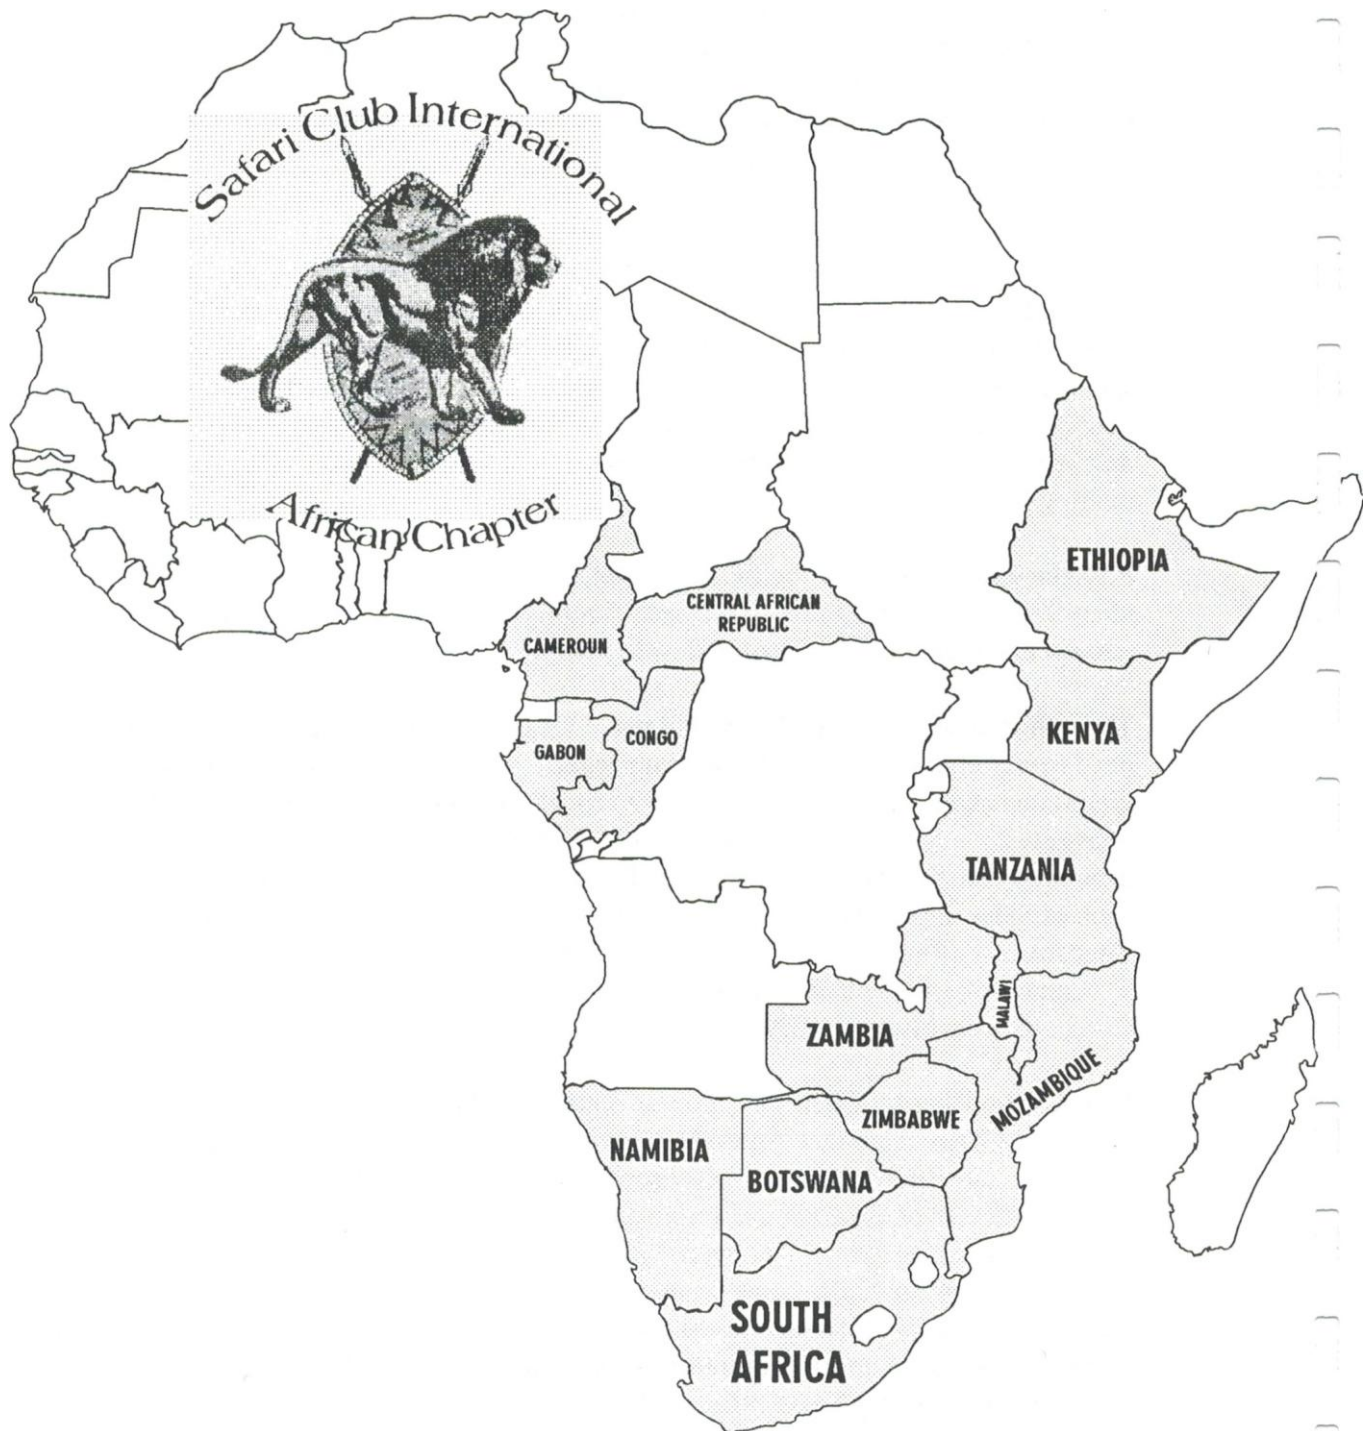 Safari Club International
African Chapter
ETHIOPIA
CENTRAL AFRICAN
REPUBLIC
CAMEROUN
KENYA
CONGO
GABON
TANZANIA
MALAWI
ZAMBIA
MOZAMBIQUE
ZIMBABWE
NAMIBIA
BOTSWANA
SOUTH
AFRICA